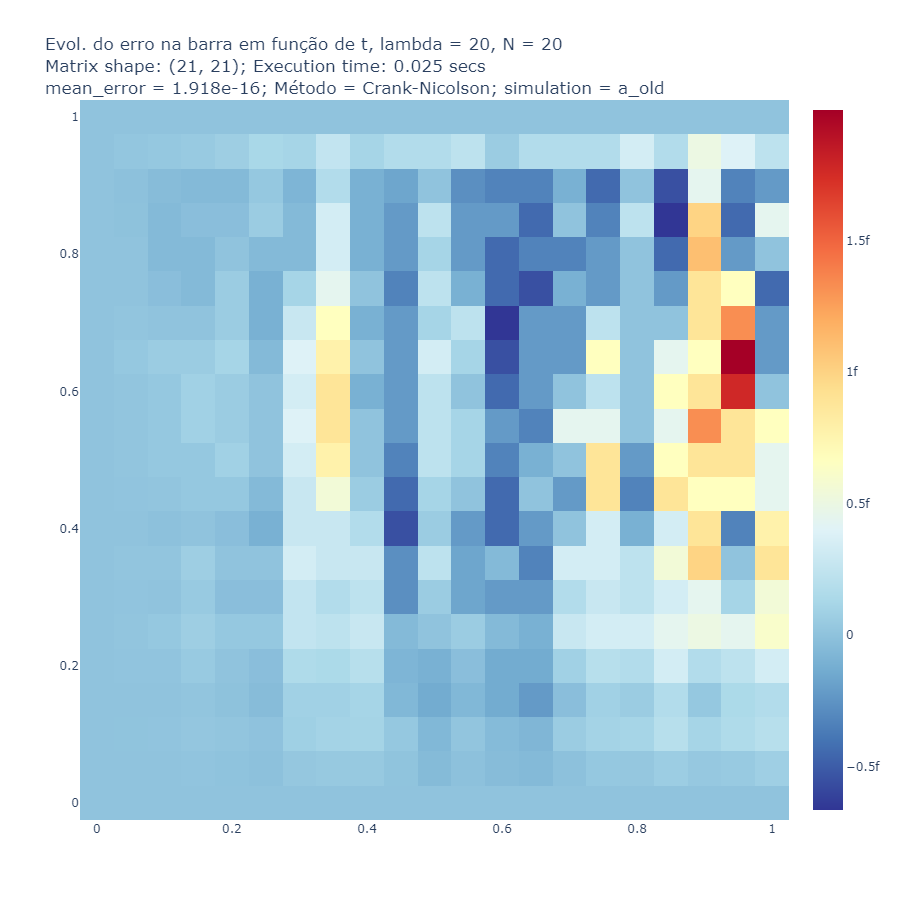 Evol. do erro na barra em função de t, lambda = 20, N = 20
Matrix shape: (21, 21); Execution time: 0.025 secs
mean_error = 1.918e-16; Método = Crank-Nicolson; simulation = a_old
1
0.8
0.6
0.4
0.2
0
0
0.2
0.4
0.6
0.8
1
1.5f
1f
0.5f
0
−0.5f